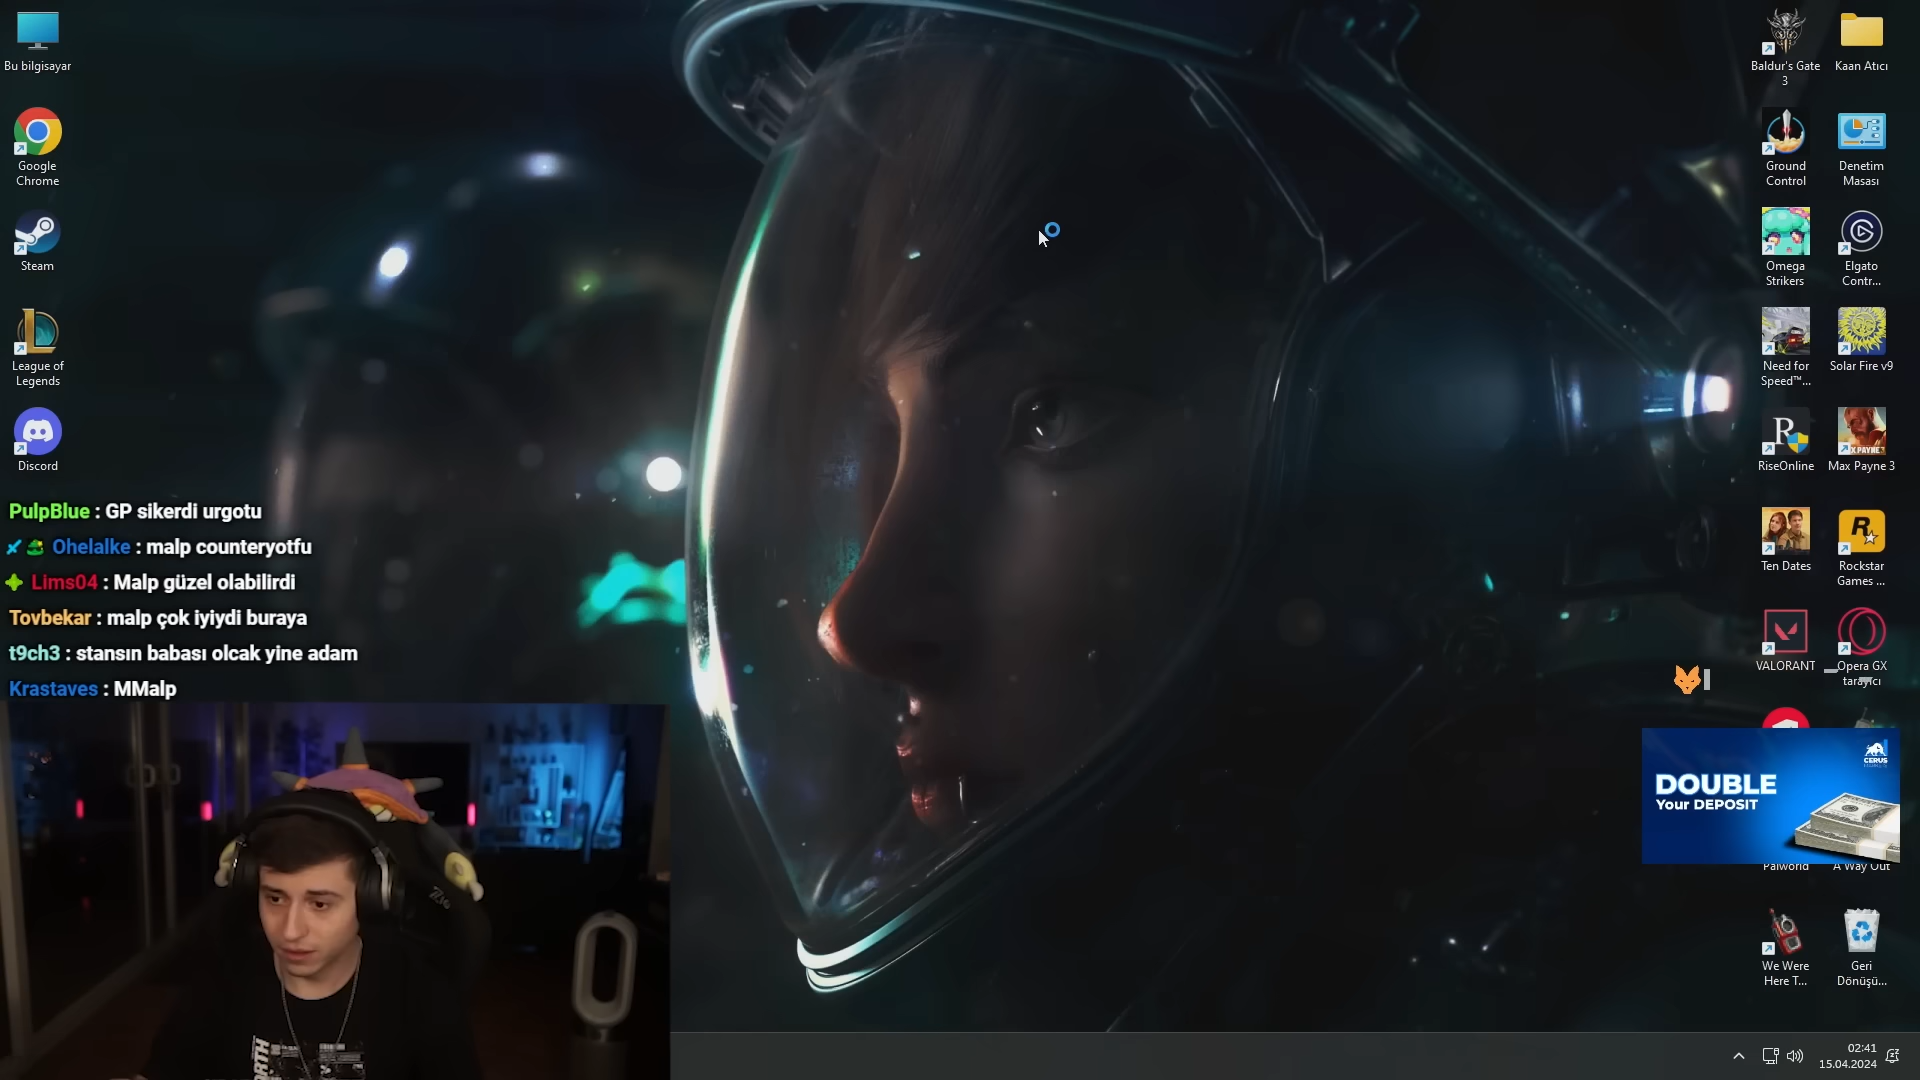 Bu bilgisayar
Google
Chrome
Steam
League of
Legends
Discord
PulpBlue : GP sikerdi urgotu
Ohelalke : malp counteryotfu
Lims04 : Malp güzel olabilirdi
Tovbekar : malp çok iyiydi buraya
t9ch3 : stansın babası olcak yine adam
Krastaves : MMalp
Baldur's Gate
3
Kaan Atıcı
Ground
Control
Denetim
Masası
Omega
Strikers
Elgato
Contr...
Need for
Speed™...
Solar Fire v9
RiseOnline
Max Payne 3
Ten Dates
Rockstar
Games ...
VALORANT
Opera GX
tarayıcı
CERUS
DOUBLE
Your DEPOSIT
Palworld
A Way Out
We Were
Here T...
Geri
Dönüşü...
02:41
15.04.2024